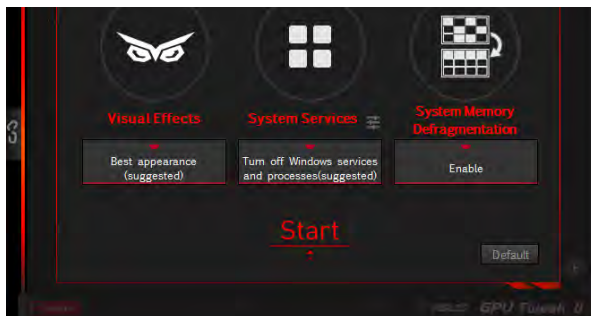 Visual Effects
System Services
System Memory
Defragmentation
Best appearance
(suggested)
Turn off Windows services
and processes(suggested)
Enable
Start
Default
GPU Tweak II